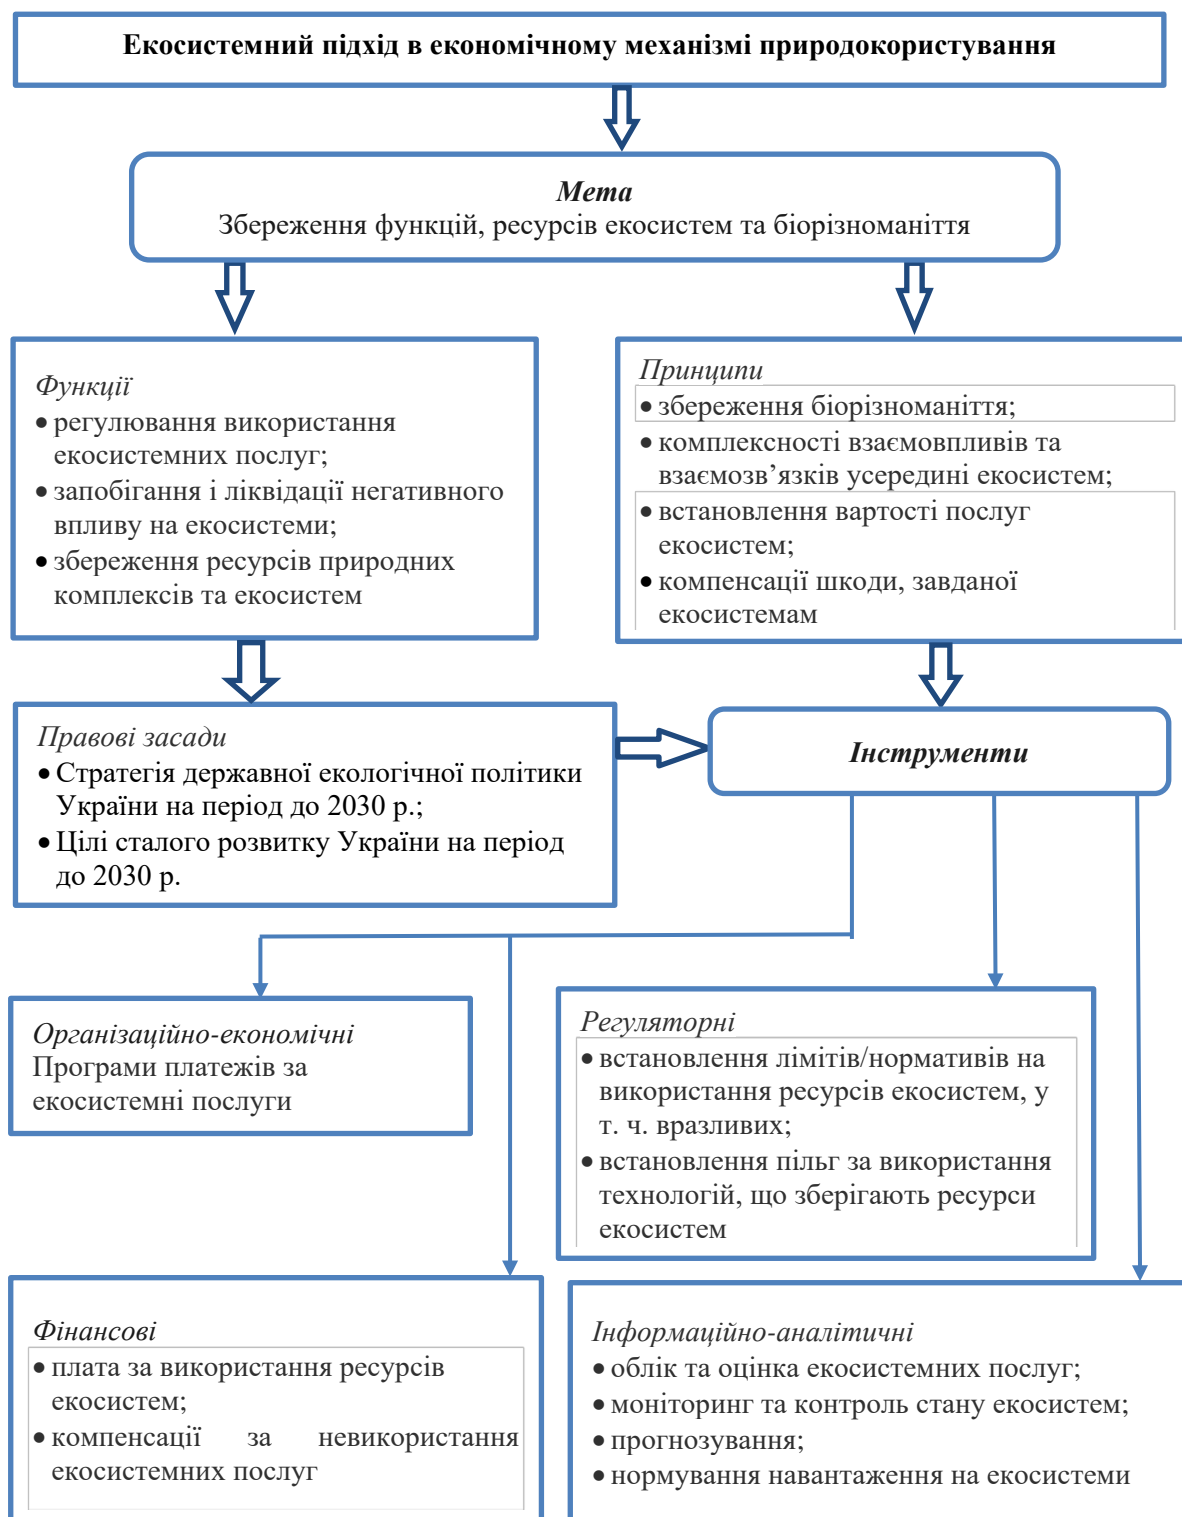 Екосистемний підхід в економічному механізмі природокористування
Мета
Збереження функцій, ресурсів екосистем та біорізноманіття
Функції
• регулювання використання
екосистемних послуг;
• запобігання і ліквідації негативного
впливу на екосистеми;
• збереження ресурсів природних
комплексів та екосистем
Принципи
• збереження біорізноманіття;
• комплексності взаємовпливів та
взаємозв’язків усередині екосистем;
• встановлення вартості послуг
екосистем;
• компенсації шкоди, завданої
екосистемам
Правові засади
• Стратегія державної екологічної політики
України на період до 2030 р.;
• Цілі сталого розвитку України на період
до 2030 р.
Інструменти
Організаційно-економічні
Програми платежів за
екосистемні послуги
Регуляторні
• встановлення лімітів/нормативів на
використання ресурсів екосистем, у
т. ч. вразливих;
• встановлення пільг за використання
технологій, що зберігають ресурси
екосистем
Фінансові
• плата за використання ресурсів
екосистем;
• компенсації за невикористання
екосистемних послуг
Інформаційно-аналітичні
• облік та оцінка екосистемних послуг;
• моніторинг та контроль стану екосистем;
• прогнозування;
• нормування навантаження на екосистеми